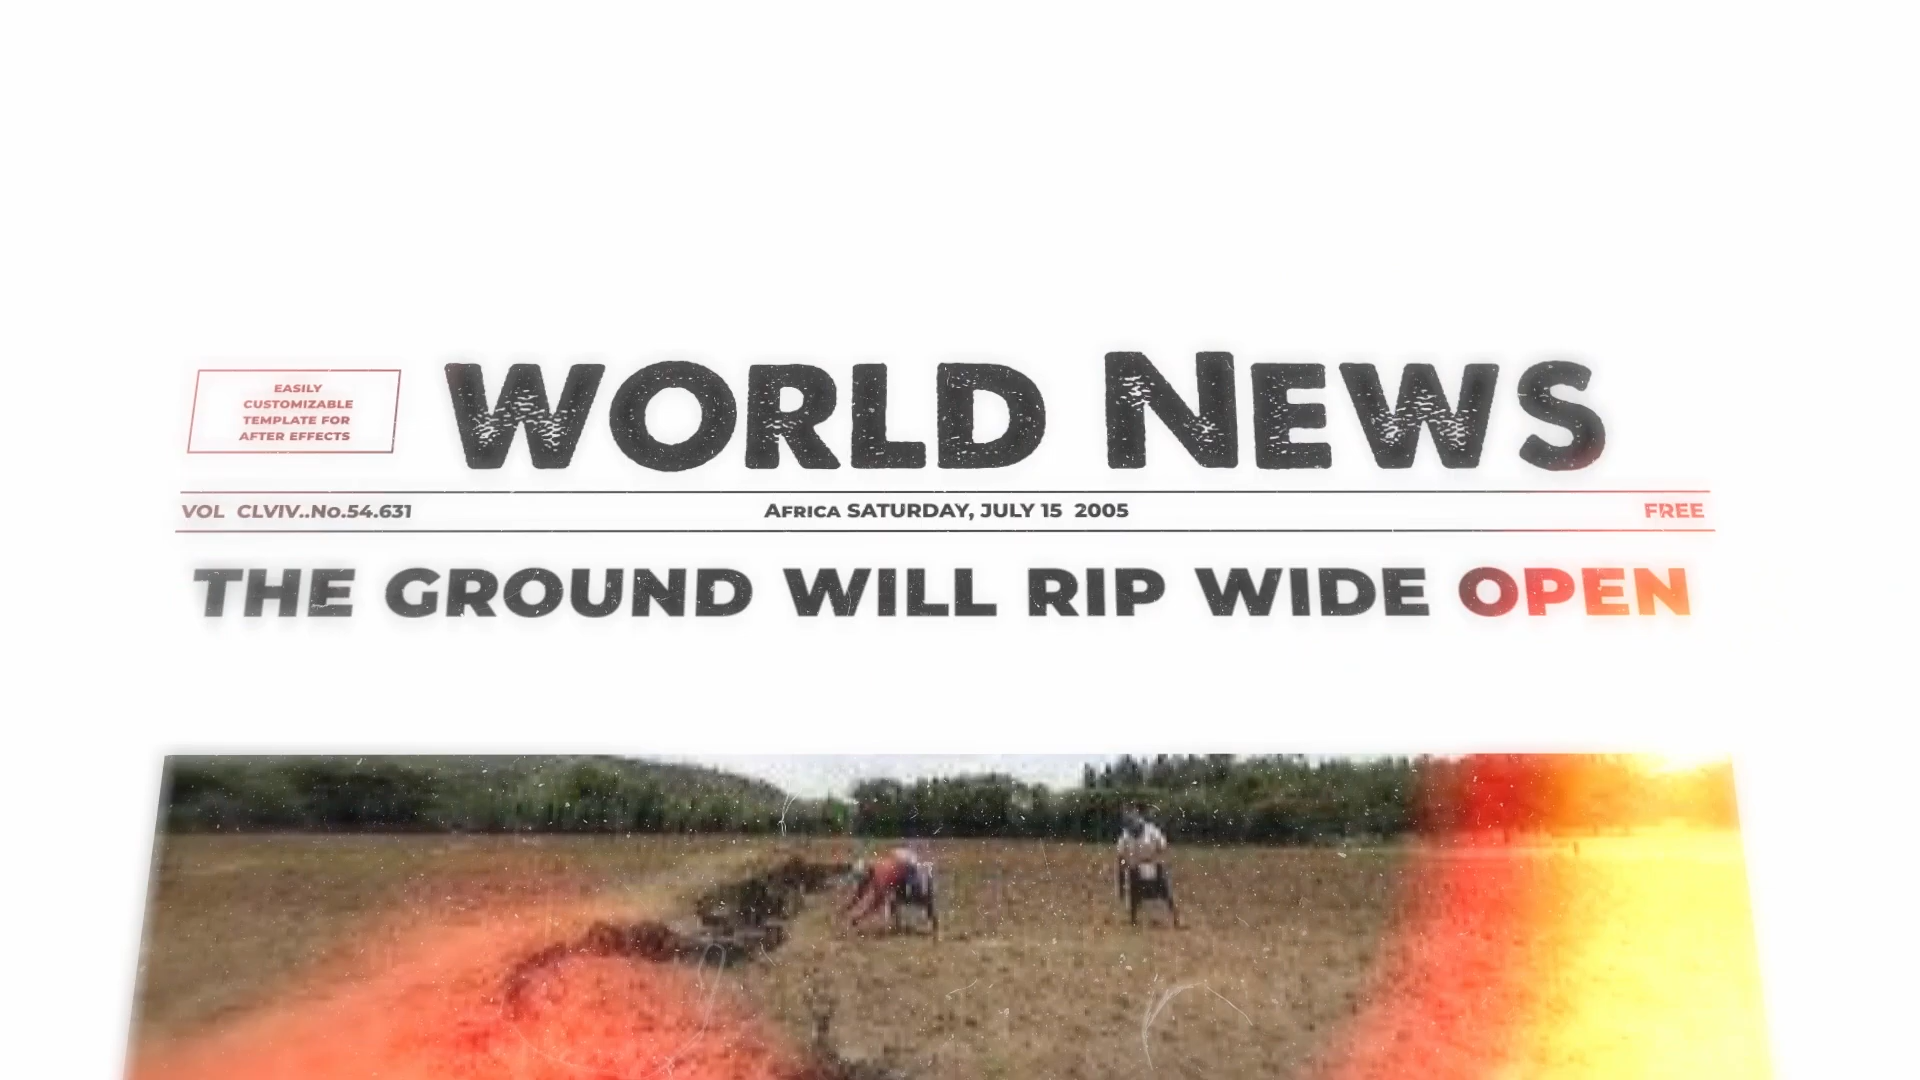 EASILY
CUSTOMIZABLE
TEMPLATE FOR
AFTER EFFECTS
WORLD NEWS
VOL CLVIV..No.54.631
AFRICA SATURDAY, JULY 15 2005
FREE
THE GROUND WILL RIP WIDE OPEN